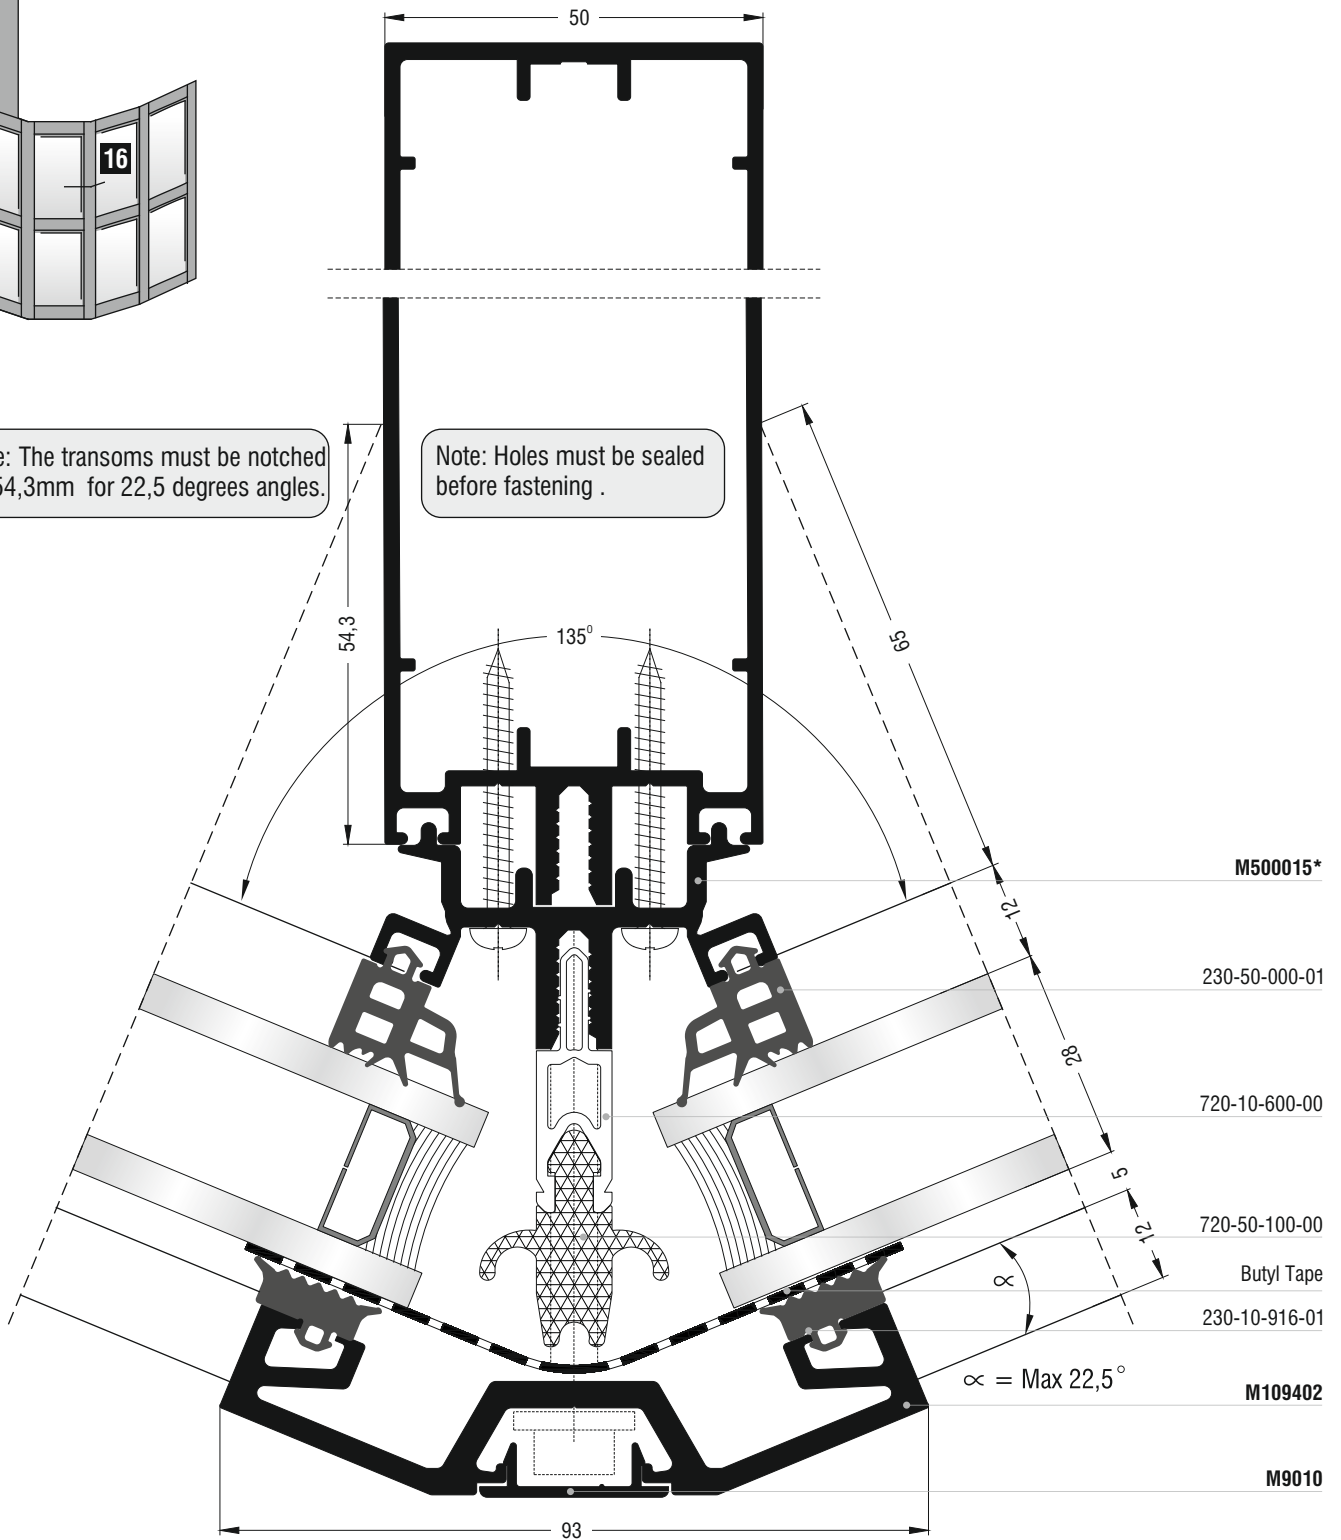 50
16
e: The transoms must be notched
54,3mm for 22,5 degrees angles.
Note: Holes must be sealed
before fastening .
54,3
135⁰
65
M500015*
12
230-50-000-01
28
720-10-600-00
5
720-50-100-00
12
Butyl Tape
∝
230-10-916-01
∝ = Max 22,5°
M109402
M9010
93